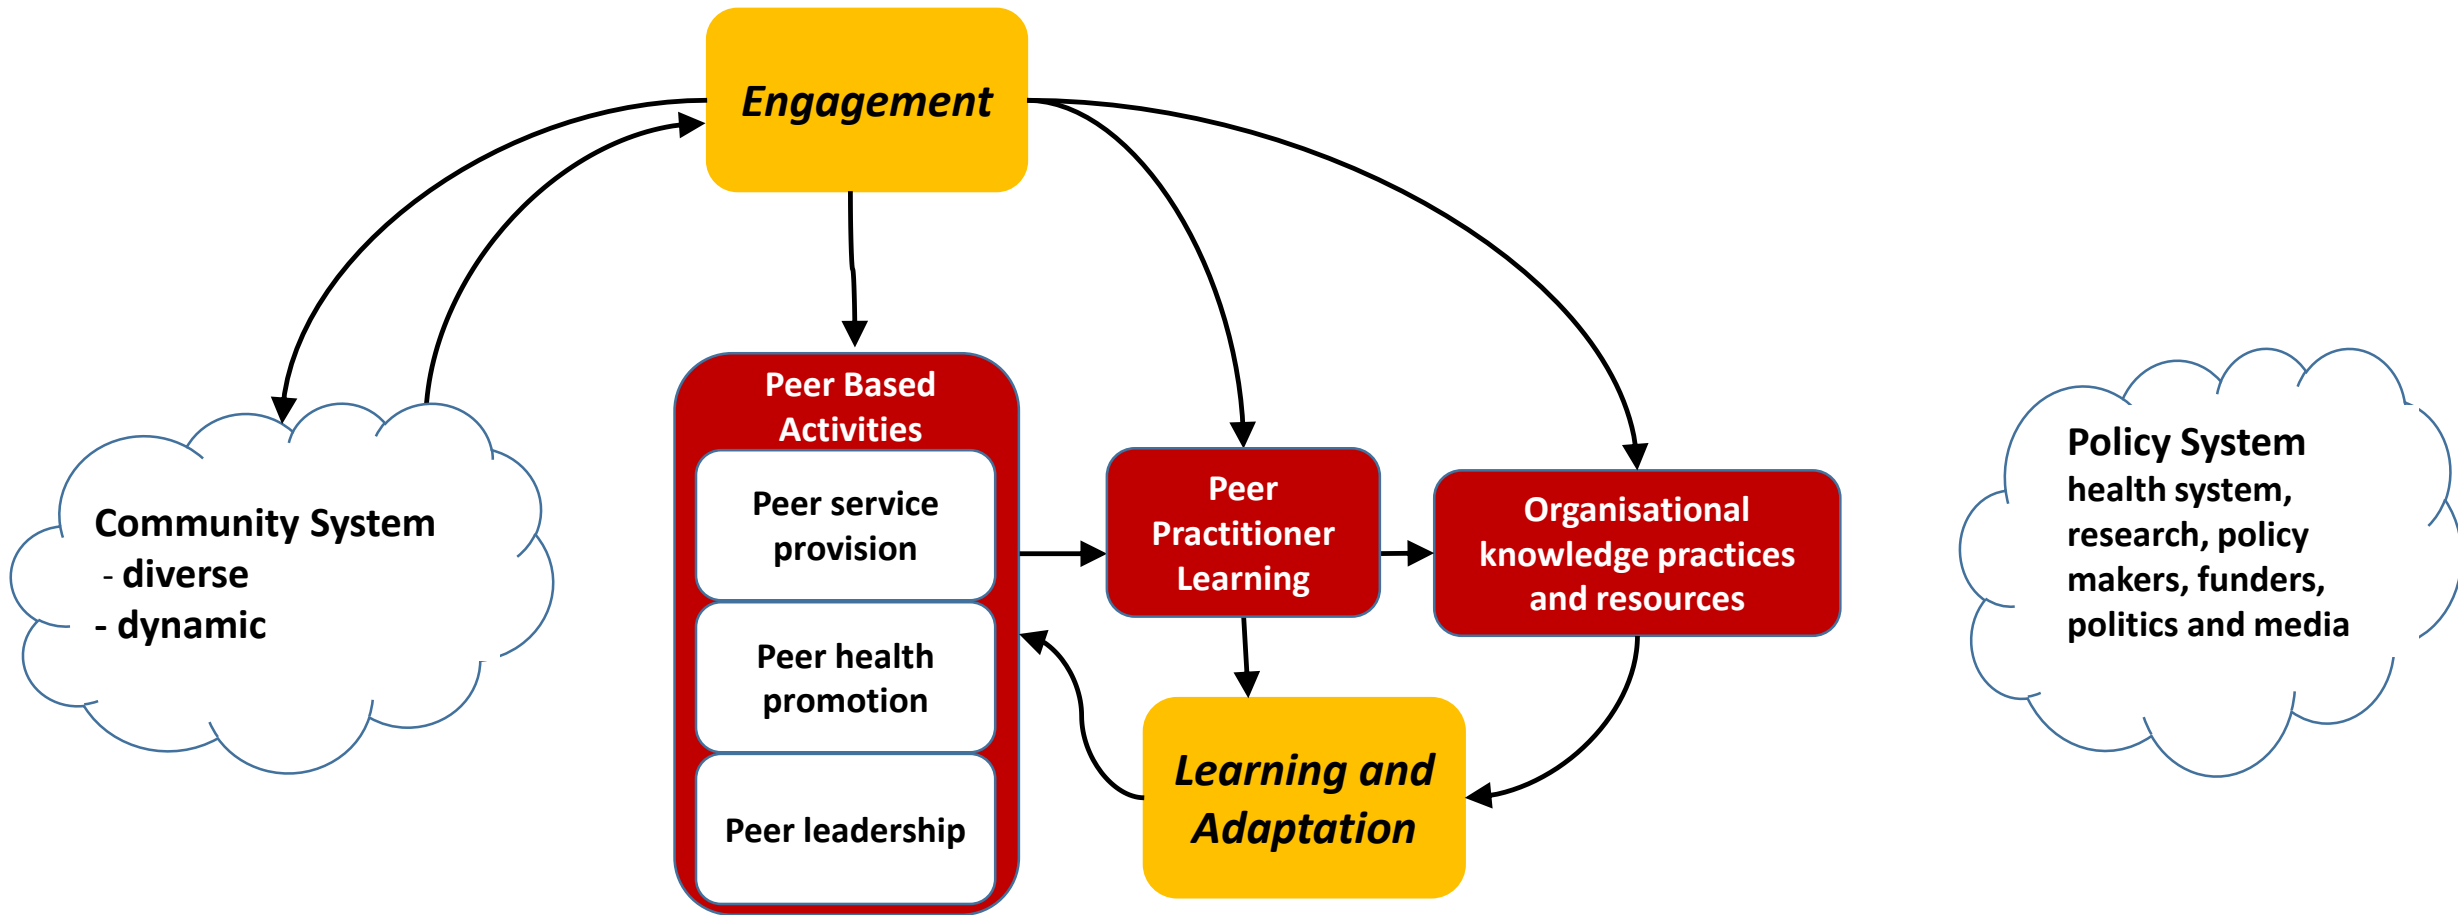 Engagement
Peer Based
Activities
Peer service
provision
Peer health
promotion
Peer leadership
Community System
- diverse
- dynamic
Peer
Practitioner
Learning
Organisational
knowledge practices
and resources
Learning and
Adaptation
Policy System
health system,
research, policy
makers, funders,
politics and media